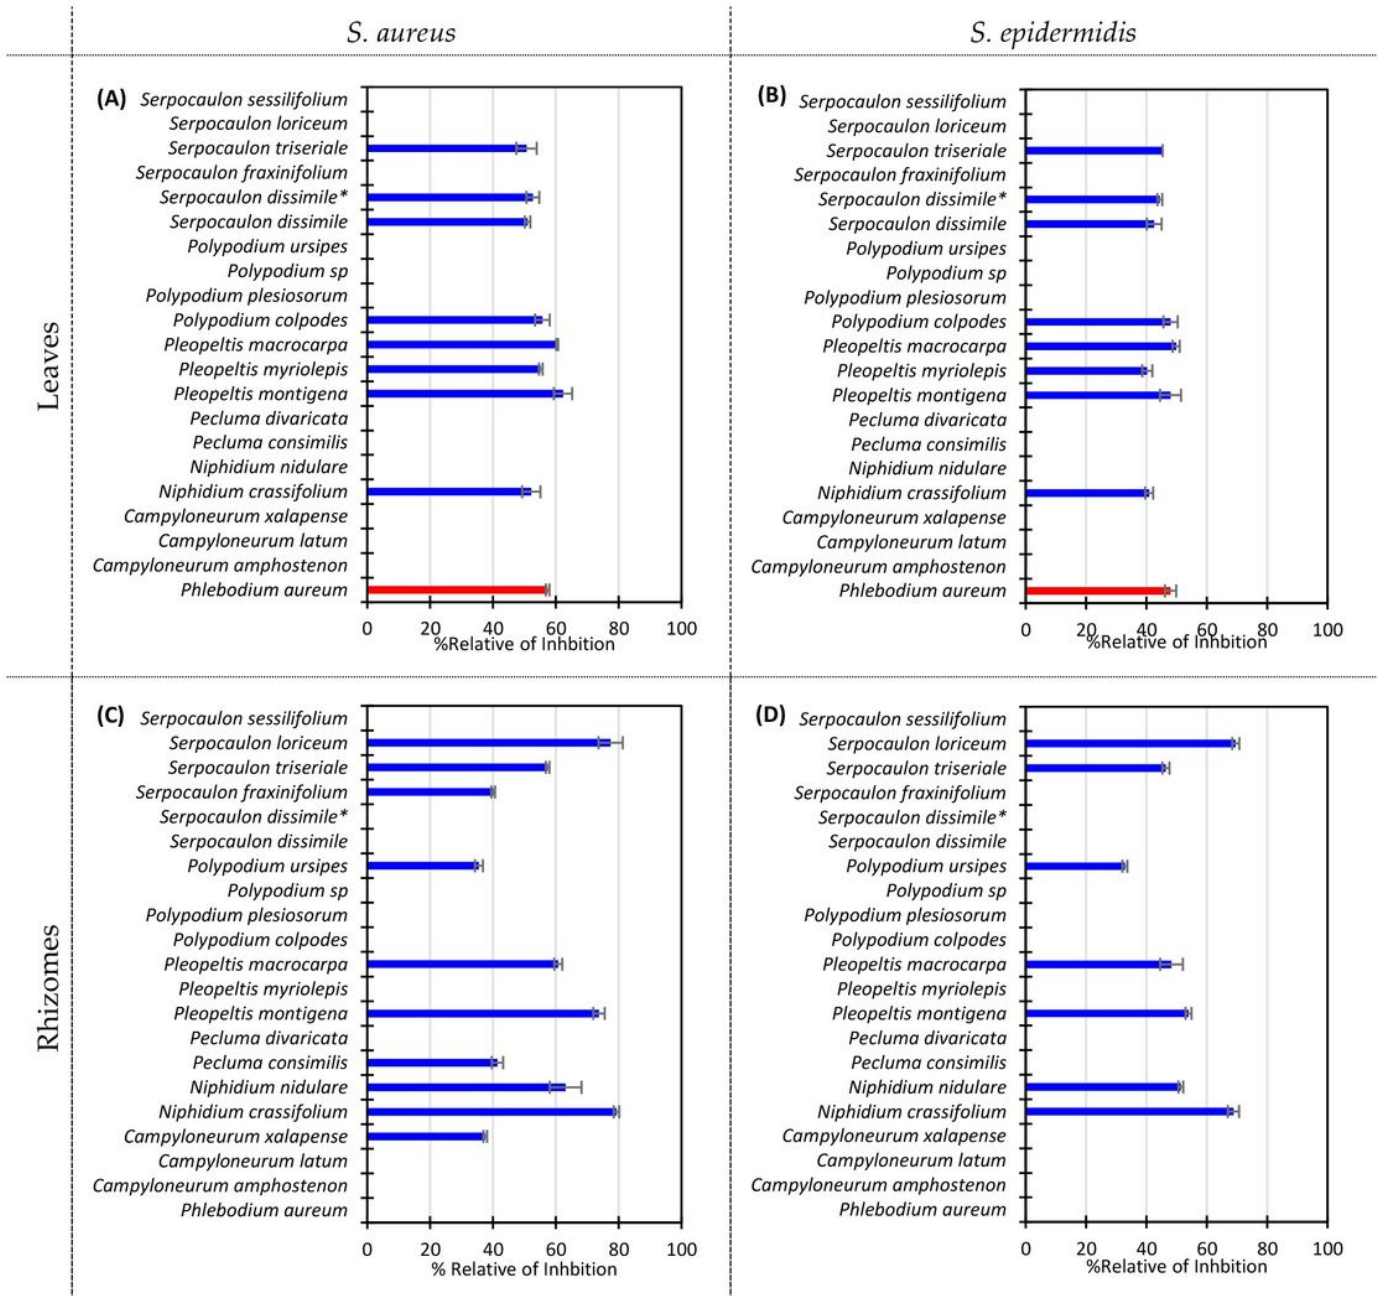 S. aureus
S. epidermidis
Leaves
(A)
Serpocaulon sessilifolium
Serpocaulon loriceum
Serpocaulon triseriale
Serpocaulon fraxinifolium
Serpocaulon dissimile*
Serpocaulon dissimile
Polypodium ursipes
Polypodium sp
Polypodium plesiosorum
Polypodium colpodes
Pleopeltis macrocarpa
Pleopeltis myriolepis
Pleopeltis montigena
Pecluma divaricata
Pecluma consimilis
Niphidium nidulare
Niphidium crassifolium
Campyloneurum xalapense
Campyloneurum latum
Campyloneurum amphostenon
Phlebodium aureum
0 20 40 60 80 100
%Relative of Inhbition
(B)
Serpocaulon sessilifolium
Serpocaulon loriceum
Serpocaulon triseriale
Serpocaulon fraxinifolium
Serpocaulon dissimile*
Serpocaulon dissimile
Polypodium ursipes
Polypodium sp
Polypodium plesiosorum
Polypodium colpodes
Pleopeltis macrocarpa
Pleopeltis myriolepis
Pleopeltis montigena
Pecluma divaricata
Pecluma consimilis
Niphidium nidulare
Niphidium crassifolium
Campyloneurum xalapense
Campyloneurum latum
Campyloneurum amphostenon
Phlebodium aureum
0 20 40 60 80 100
%Relative of Inhbition
Rhizomes
(C)
Serpocaulon sessilifolium
Serpocaulon loriceum
Serpocaulon triseriale
Serpocaulon fraxinifolium
Serpocaulon dissimile*
Serpocaulon dissimile
Polypodium ursipes
Polypodium sp
Polypodium plesiosorum
Polypodium colpodes
Pleopeltis macrocarpa
Pleopeltis myriolepis
Pleopeltis montigena
Pecluma divaricata
Pecluma consimilis
Niphidium nidulare
Niphidium crassifolium
Campyloneurum xalapense
Campyloneurum latum
Campyloneurum amphostenon
Phlebodium aureum
0 20 40 60 80 100
% Relative of Inhbition
(D)
Serpocaulon sessilifolium
Serpocaulon loriceum
Serpocaulon triseriale
Serpocaulon fraxinifolium
Serpocaulon dissimile*
Serpocaulon dissimile
Polypodium ursipes
Polypodium sp
Polypodium plesiosorum
Polypodium colpodes
Pleopeltis macrocarpa
Pleopeltis myriolepis
Pleopeltis montigena
Pecluma divaricata
Pecluma consimilis
Niphidium nidulare
Niphidium crassifolium
Campyloneurum xalapense
Campyloneurum latum
Campyloneurum amphostenon
Phlebodium aureum
0 20 40 60 80 100
%Relative of Inhbition